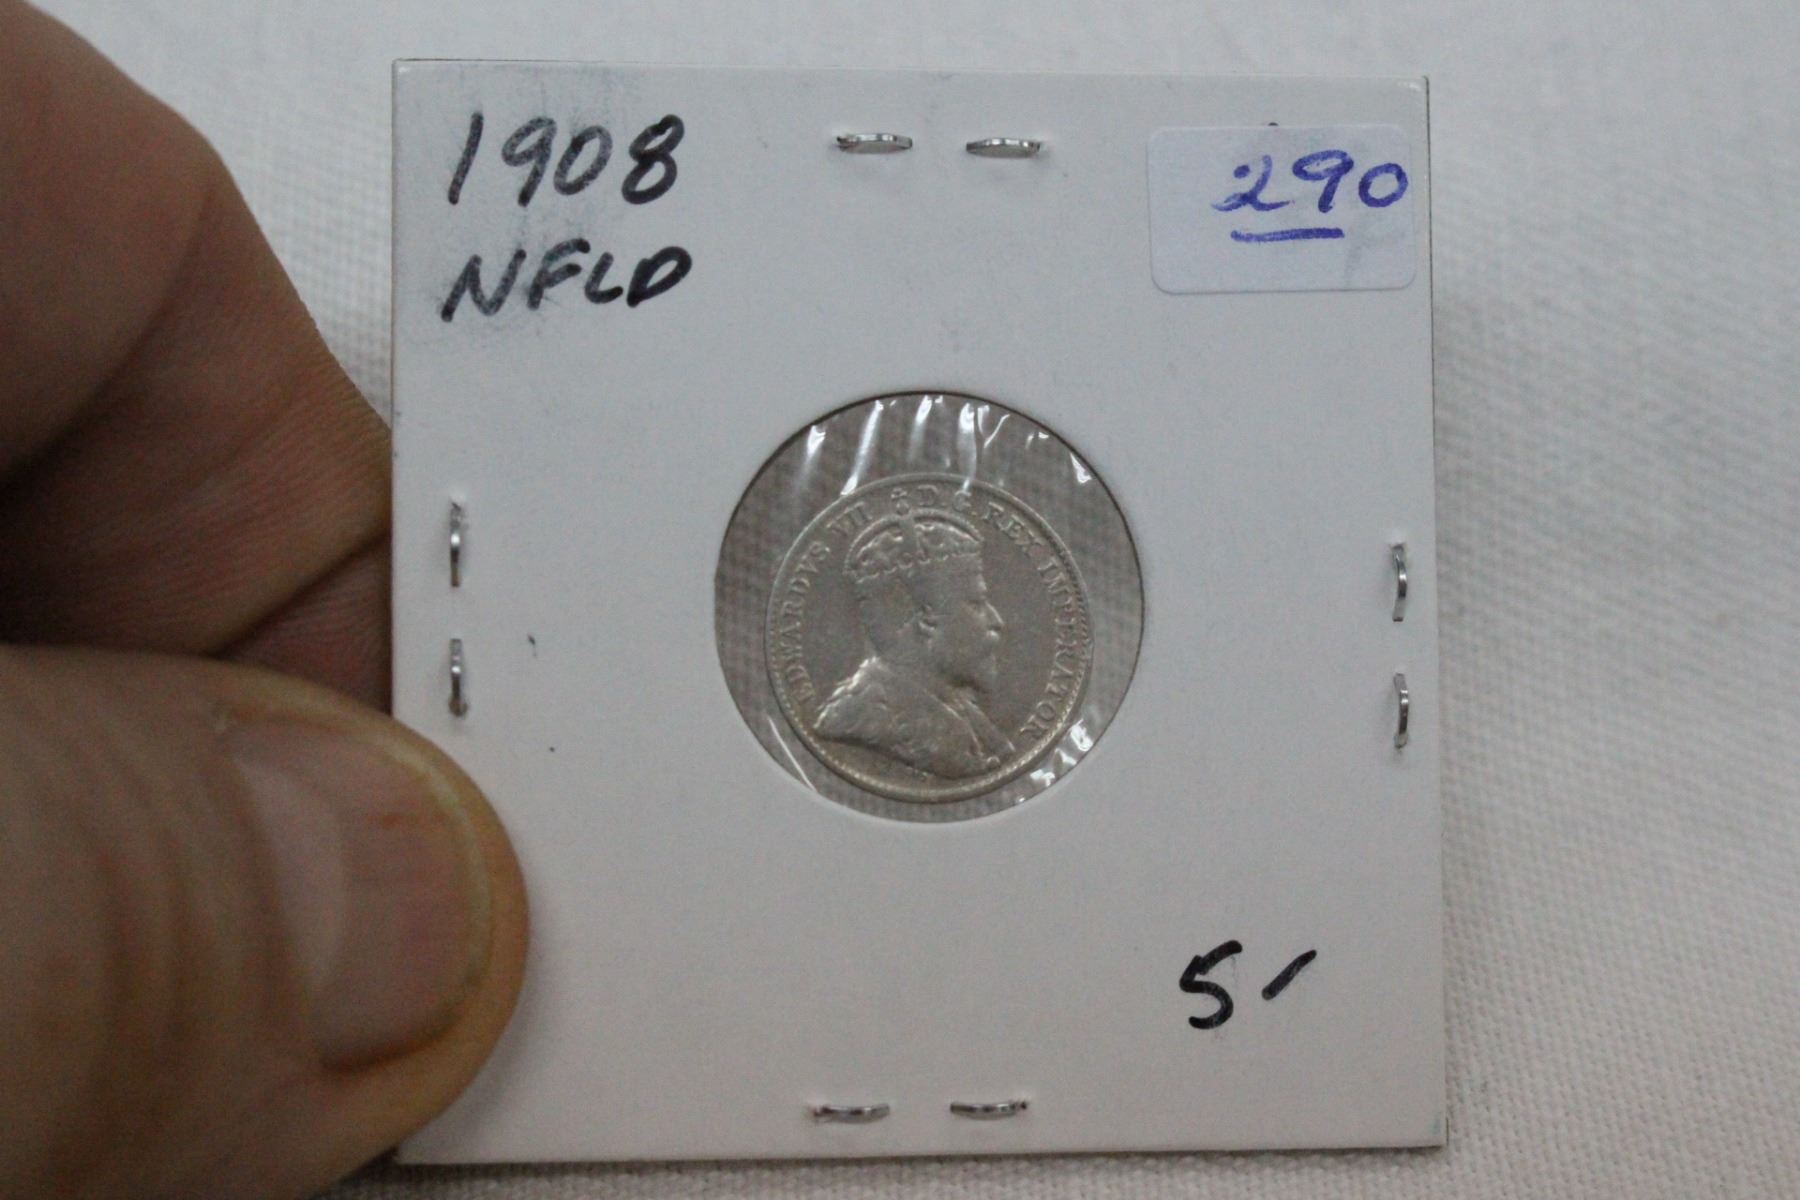 1908
NFLD
290
EDWARDVS VII D.G. REX IMPERATOR
5-